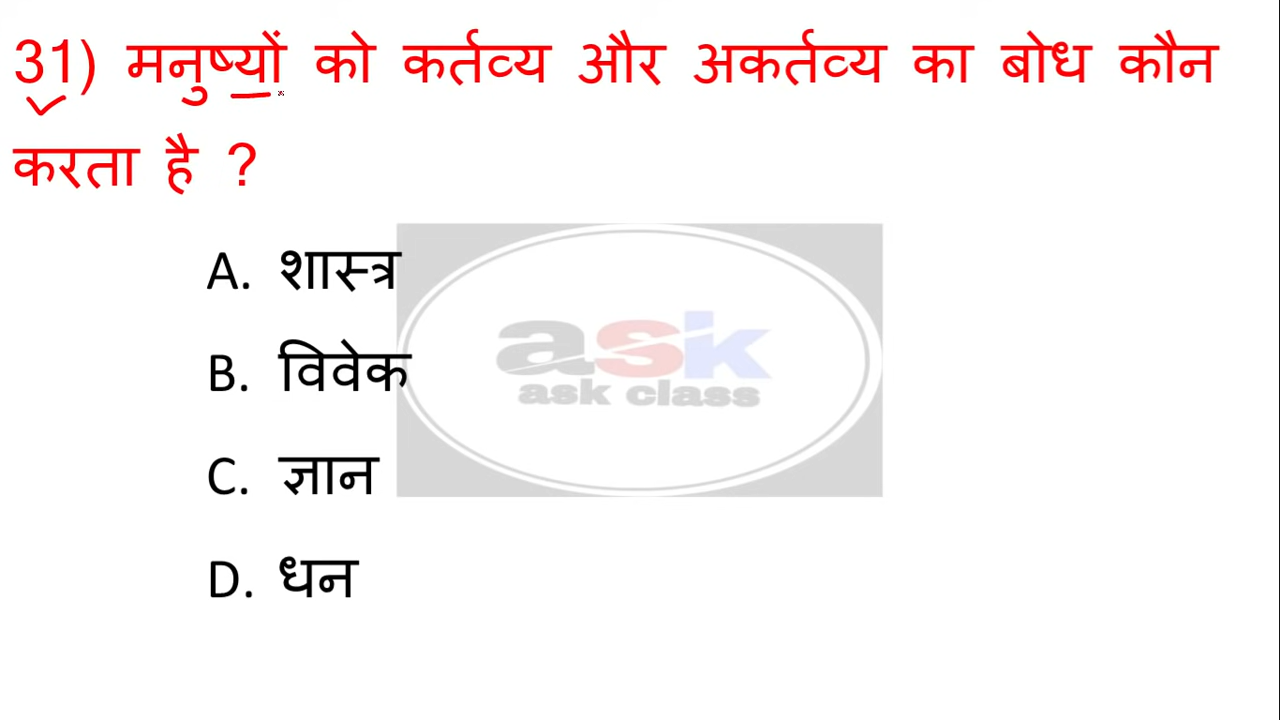 31) मनुष्यों को कर्तव्य और अकर्तव्य का बोध कौन
करता है ?
A. शास्त्र
B. विवेक
C. ज्ञान
D. धन
ask
ask class